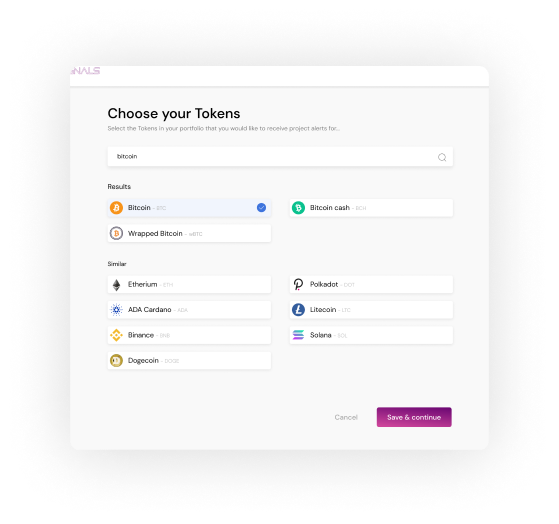 NALS
Choose your Tokens
Select the Tokens in your portfolio that you would like to receive project alerts for...
bitcoin
Results
Bitcoin - BTC
Bitcoin cash - BCH
Wrapped Bitcoin - wBTC
Similar
Etherium - ETH
Polkadot - DOT
ADA Cardano - ADA
Litecoin - LTC
Binance - BNB
Solana - SOL
Dogecoin - DOGE
Cancel
Save & continue